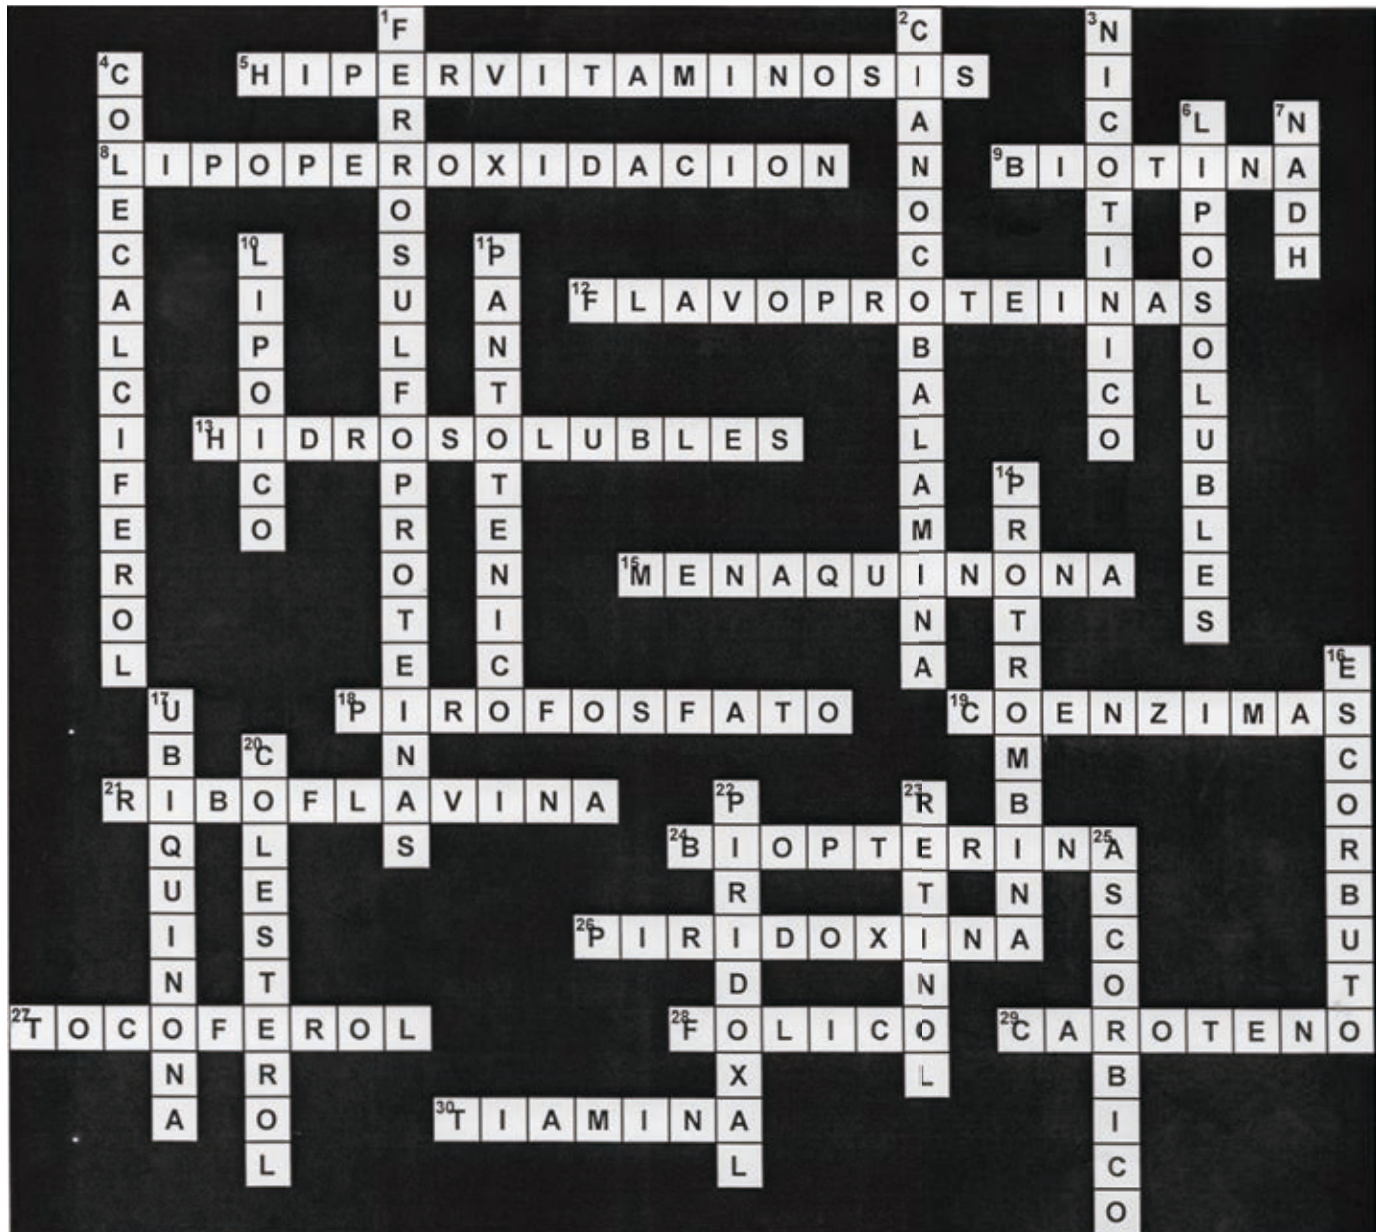 1 FERROSULFOPROTEINAS
2 CIANOCOBALAMINA
3 NICOTINICO
4 COLECALCIFEROL
5 HIPERVITAMINOSIS
6 LIPOSOLUBLES
7 NADH
8 LIPOPEROXIDACION
9 BIOTINA
10 LIPOICO
11 PANTOTENICO
12 FLAVOPROTEINAS
13 HIDROSOLUBLES
14 PROTROMBINA
15 MENAQUINONA
16 ESCORBUTO
17 UBIQUINONA
18 PIROFOSFATO
19 COENZIMAS
20 COLESTEROL
21 RIBOFLAVINA
22 PIRIDOXAL
23 RETINOL
24 BIOPTERINA
25 ASCORBICO
26 PIRIDOXINA
27 TOCOFEROL
28 FOLICO
29 CAROTENO
30 TIAMINA